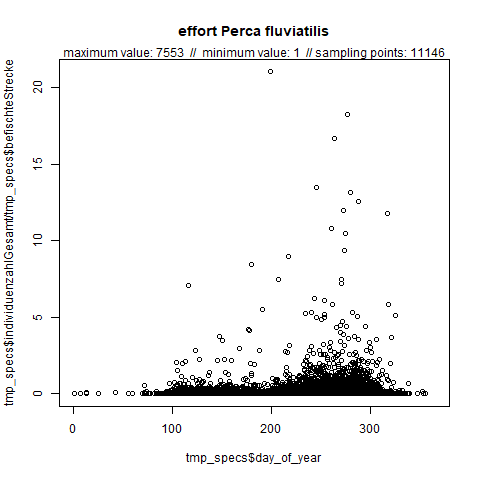 effort Perca fluviatilis
maximum value: 7553 // minimum value: 1 // sampling points: 11146
tmp_specs$individuenzahlGesamt/tmp_specs$befischteStrecke
20
15
10
5
0
0 100 200 300
tmp_specs$day_of_year